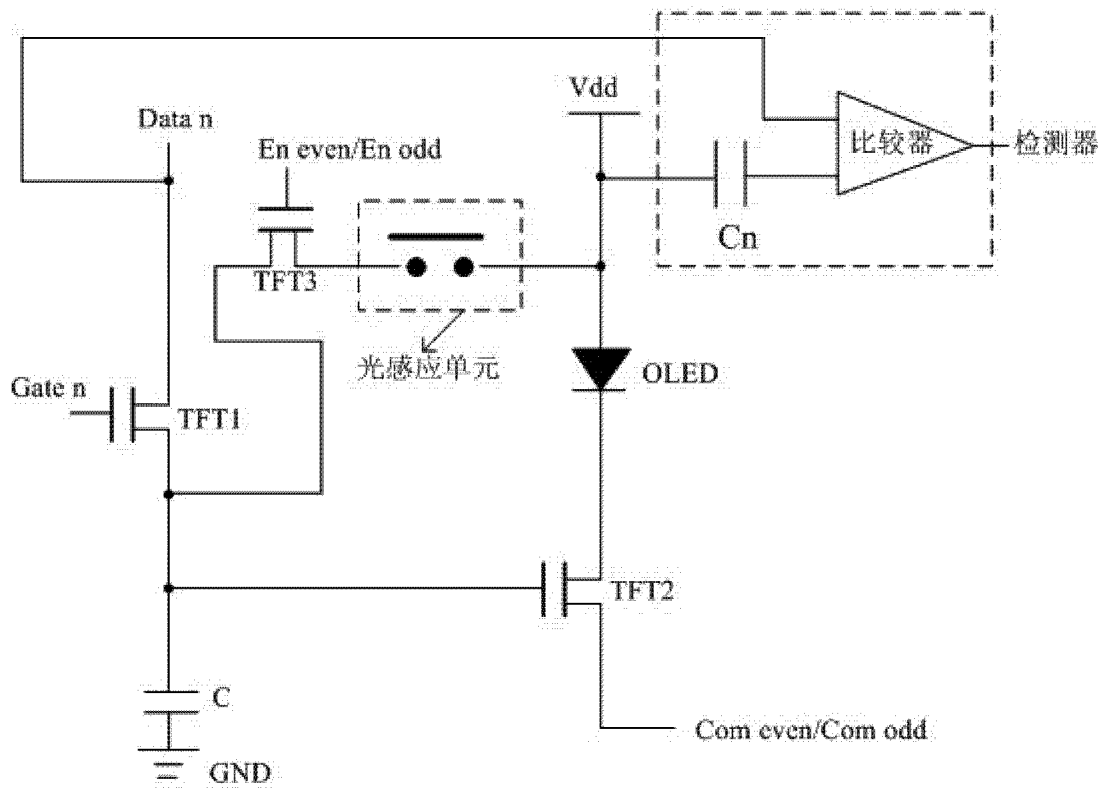 Vdd
Data n
En even/En odd
比较器
检测器
Cn
TFT3
光感应单元
OLED
Gate n
TFT1
TFT2
C
Com even/Com odd
GND